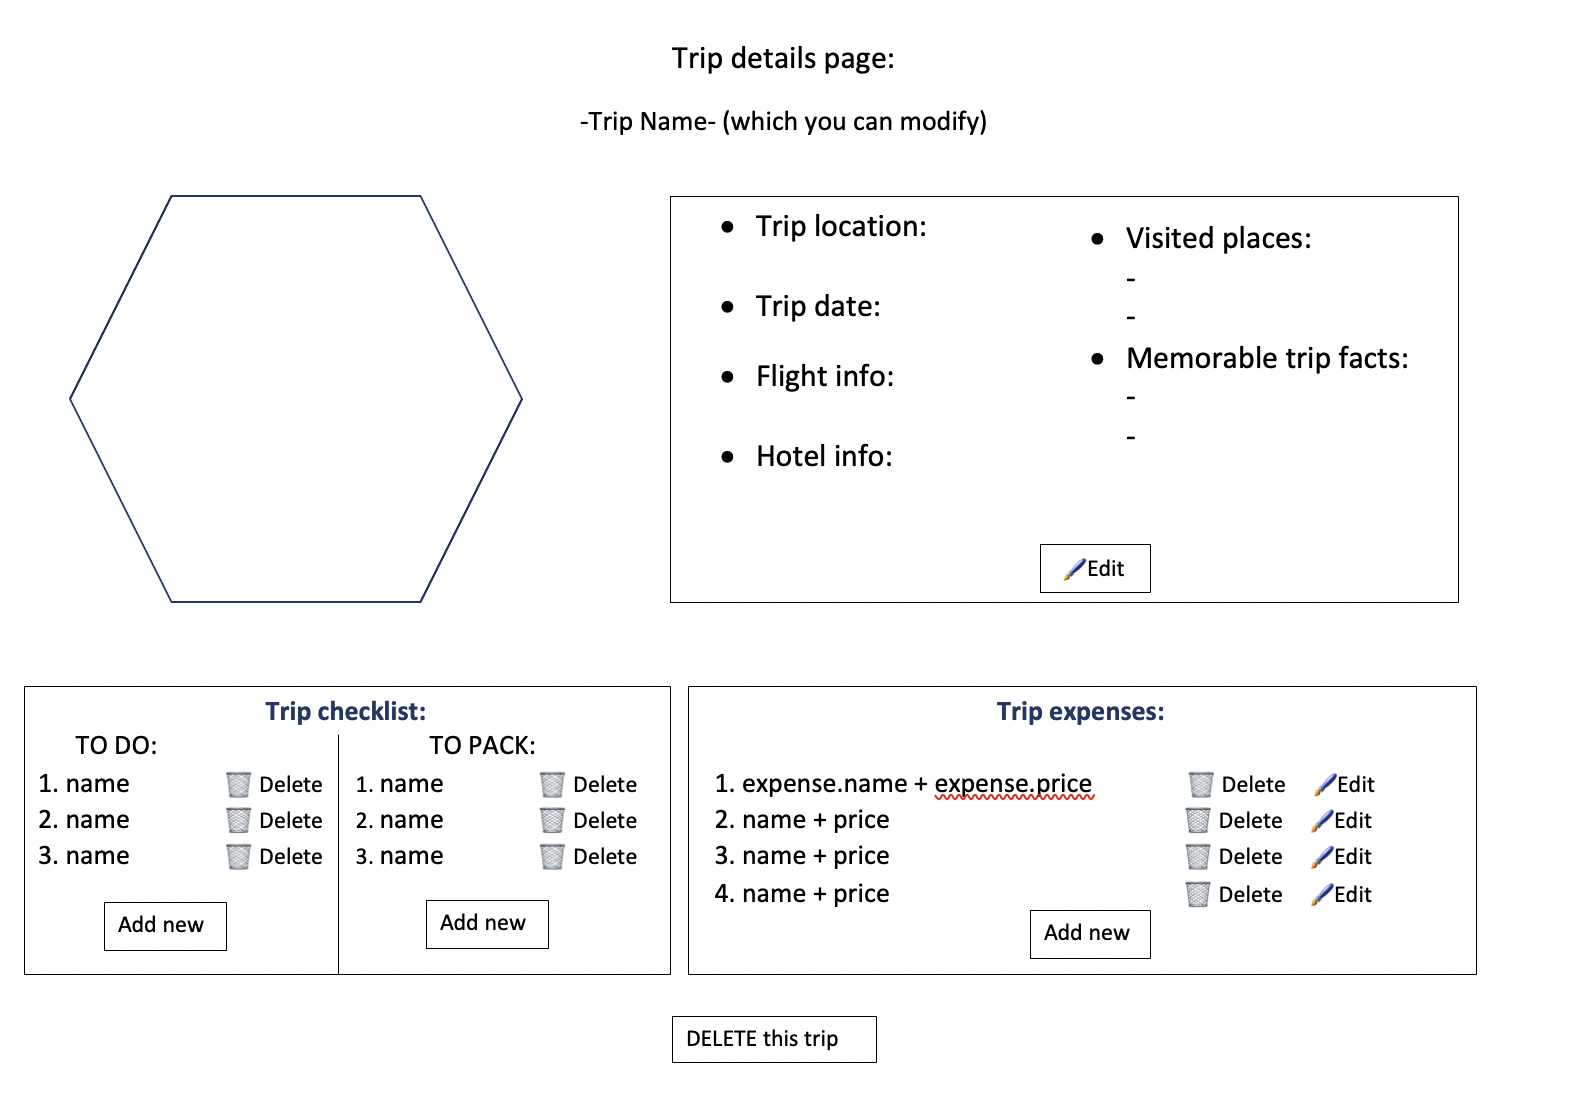 Trip details page:
-Trip Name- (which you can modify)
• Trip location:
• Trip date:
• Flight info:
• Hotel info:
• Visited places:
-
-
• Memorable trip facts:
-
-
Edit
Trip checklist:
TO DO:
1. name Delete
2. name Delete
3. name Delete
Add new
TO PACK:
1. name Delete
2. name Delete
3. name Delete
Add new
Trip expenses:
1. expense.name + expense.price Delete Edit
2. name + price Delete Edit
3. name + price Delete Edit
4. name + price Delete Edit
Add new
DELETE this trip